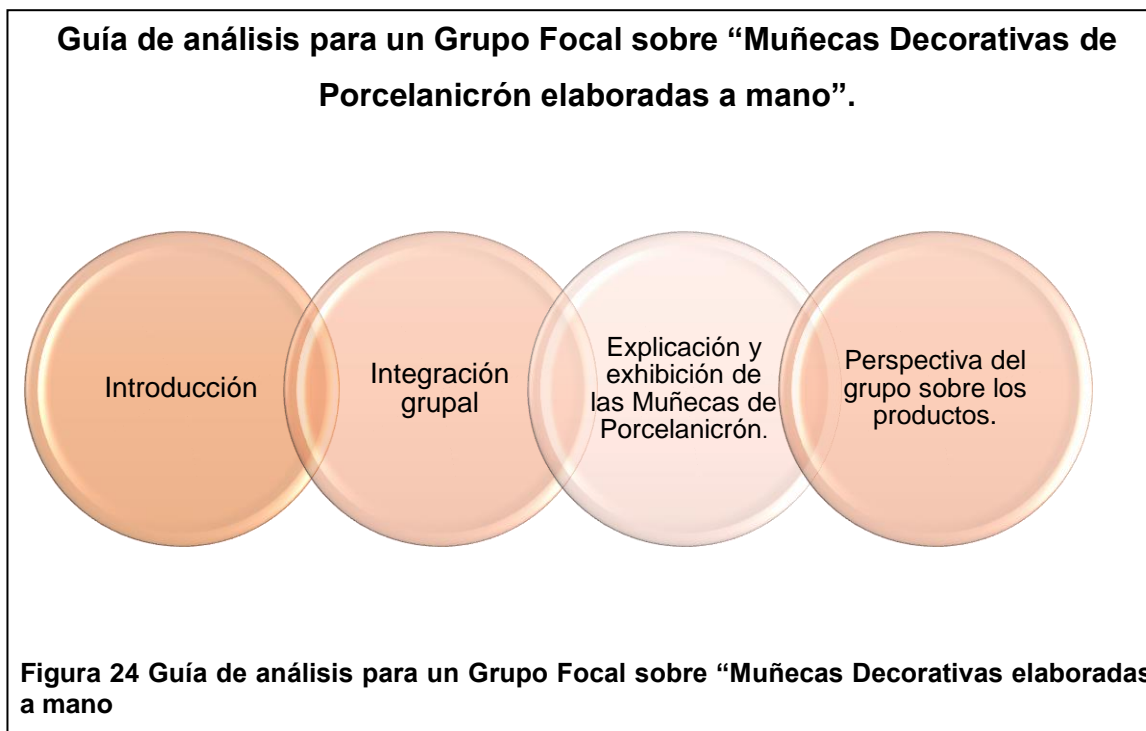 Guía de análisis para un Grupo Focal sobre “Muñecas Decorativas de
Porcelanicrón elaboradas a mano”.
Introducción
Integración
grupal
Explicación y
exhibición de
las Muñecas de
Porcelanicrón.
Perspectiva del
grupo sobre los
productos.
Figura 24 Guía de análisis para un Grupo Focal sobre “Muñecas Decorativas elaboradas
a mano